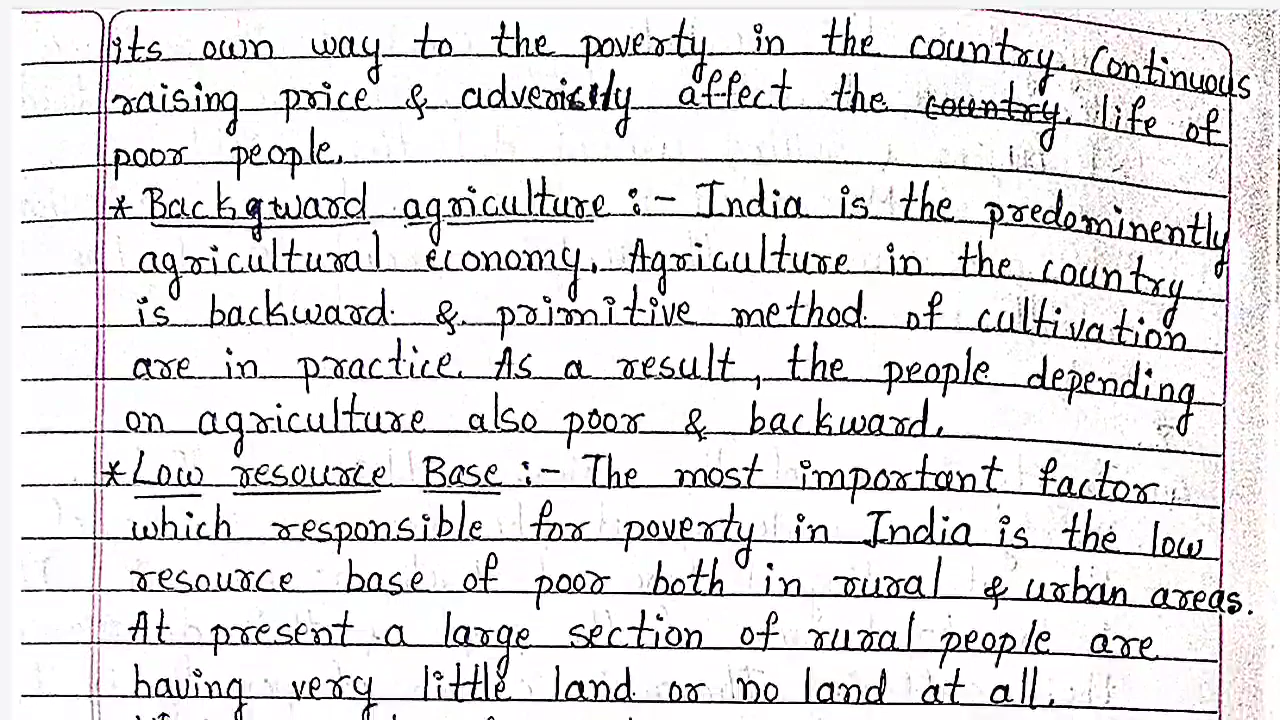 its own way to the poverty in the country. Continuous
raising price & adversily affect the country. life of
poor people.
* Backgward agriculture :- India is the predominently
agricultural economy. Agriculture in the country
is backward & primitive method of cultivation
are in practice. As a result, the people depending
on agriculture also poor & backward.
* Low resource Base :- The most important factor
which responsible for poverty in India is the low
resource base of poor both in rural & urban areas.
At present a large section of rural people are
having very little land or no land at all.